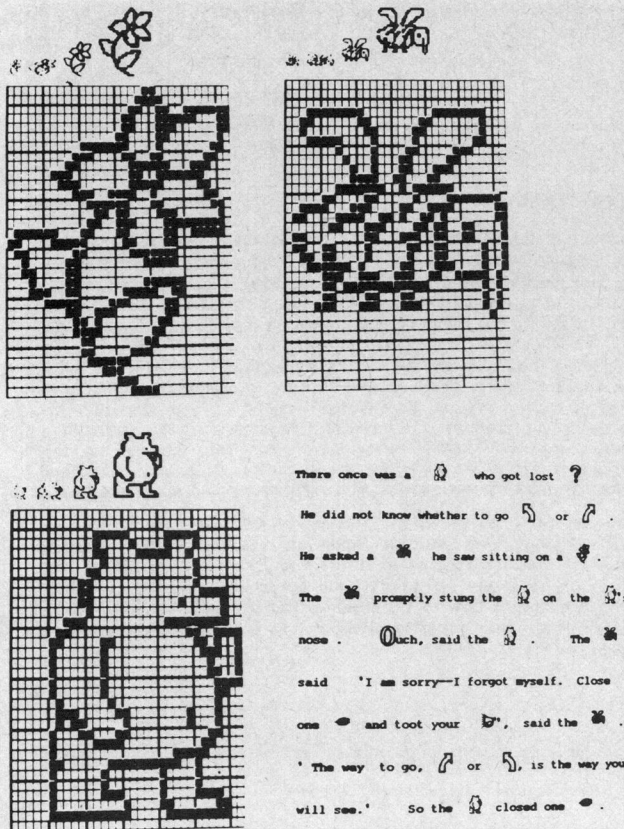 There once was a who got lost ?
He did not know whether to go or .
He asked a he saw sitting on a .
The promptly stung the on the 's
nose . Ouch, said the The
said 'I am sorry—I forgot myself. Close
one and toot your ', said the .
' The way to go, or , is the way you
will see.' So the closed one .